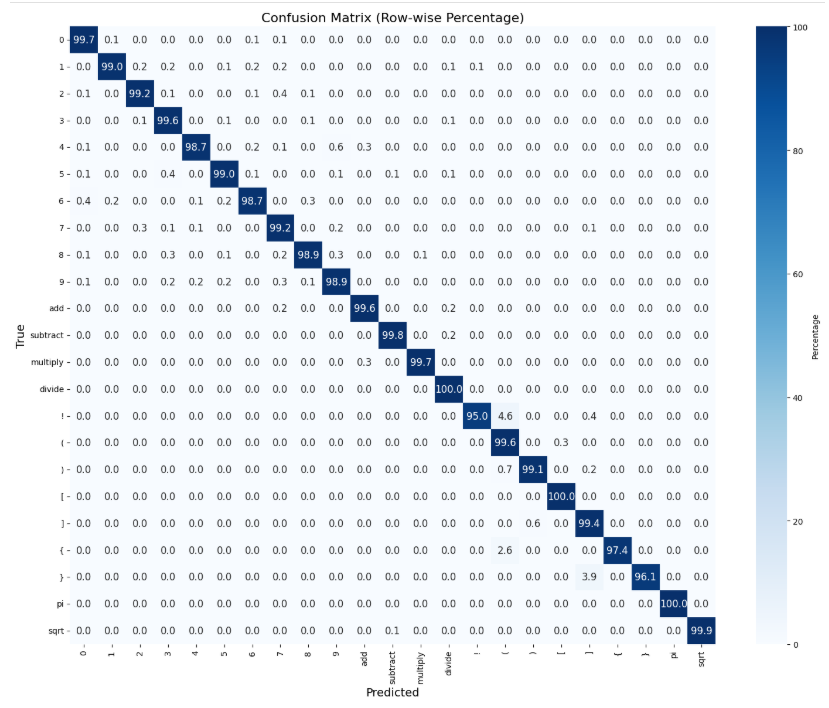 Confusion Matrix (Row-wise Percentage)
0 99.7 0.1 0.0 0.0 0.0 0.0 0.1 0.1 0.0 0.0 0.0 0.0 0.0 0.0 0.0 0.0 0.0 0.0 0.0 0.0 0.0 0.0 0.0
1 0.0 99.0 0.2 0.2 0.0 0.1 0.2 0.2 0.0 0.0 0.0 0.0 0.0 0.1 0.1 0.0 0.0 0.0 0.0 0.0 0.0 0.0 0.0
2 0.1 0.0 99.2 0.1 0.0 0.0 0.1 0.4 0.1 0.0 0.0 0.0 0.0 0.0 0.0 0.0 0.0 0.0 0.0 0.0 0.0 0.0 0.0
3 0.0 0.0 0.1 99.6 0.0 0.1 0.0 0.0 0.1 0.0 0.0 0.0 0.0 0.1 0.0 0.0 0.0 0.0 0.0 0.0 0.0 0.0 0.0
4 0.1 0.0 0.0 0.0 98.7 0.0 0.2 0.1 0.0 0.6 0.3 0.0 0.0 0.0 0.0 0.0 0.0 0.0 0.0 0.0 0.0 0.0 0.0
5 0.1 0.0 0.0 0.4 0.0 99.0 0.1 0.0 0.0 0.1 0.0 0.1 0.0 0.1 0.0 0.0 0.0 0.0 0.0 0.0 0.0 0.0 0.0
6 0.4 0.2 0.0 0.0 0.1 0.2 98.7 0.0 0.3 0.0 0.0 0.0 0.0 0.0 0.0 0.0 0.0 0.0 0.0 0.0 0.0 0.0 0.0
7 0.0 0.0 0.3 0.1 0.1 0.0 0.0 99.2 0.0 0.2 0.0 0.0 0.0 0.0 0.0 0.0 0.0 0.0 0.1 0.0 0.0 0.0 0.0
8 0.1 0.0 0.0 0.3 0.0 0.1 0.0 0.2 98.9 0.3 0.0 0.0 0.1 0.0 0.0 0.0 0.0 0.0 0.0 0.0 0.0 0.0 0.0
9 0.1 0.0 0.0 0.2 0.2 0.2 0.0 0.3 0.1 98.9 0.0 0.0 0.0 0.0 0.0 0.0 0.0 0.0 0.0 0.0 0.0 0.0 0.0
add 0.0 0.0 0.0 0.0 0.0 0.0 0.0 0.2 0.0 0.0 99.6 0.0 0.0 0.2 0.0 0.0 0.0 0.0 0.0 0.0 0.0 0.0 0.0
subtract 0.0 0.0 0.0 0.0 0.0 0.0 0.0 0.0 0.0 0.0 0.0 99.8 0.0 0.2 0.0 0.0 0.0 0.0 0.0 0.0 0.0 0.0 0.0
multiply 0.0 0.0 0.0 0.0 0.0 0.0 0.0 0.0 0.0 0.0 0.3 0.0 99.7 0.0 0.0 0.0 0.0 0.0 0.0 0.0 0.0 0.0 0.0
divide 0.0 0.0 0.0 0.0 0.0 0.0 0.0 0.0 0.0 0.0 0.0 0.0 0.0 100.0 0.0 0.0 0.0 0.0 0.0 0.0 0.0 0.0 0.0
! 0.0 0.0 0.0 0.0 0.0 0.0 0.0 0.0 0.0 0.0 0.0 0.0 0.0 0.0 95.0 4.6 0.0 0.0 0.4 0.0 0.0 0.0 0.0
( 0.0 0.0 0.0 0.0 0.0 0.0 0.0 0.0 0.0 0.0 0.0 0.0 0.0 0.0 0.0 99.6 0.0 0.3 0.0 0.0 0.0 0.0 0.0
) 0.0 0.0 0.0 0.0 0.0 0.0 0.0 0.0 0.0 0.0 0.0 0.0 0.0 0.0 0.0 0.7 99.1 0.0 0.2 0.0 0.0 0.0 0.0
[ 0.0 0.0 0.0 0.0 0.0 0.0 0.0 0.0 0.0 0.0 0.0 0.0 0.0 0.0 0.0 0.0 0.0 100.0 0.0 0.0 0.0 0.0 0.0
] 0.0 0.0 0.0 0.0 0.0 0.0 0.0 0.0 0.0 0.0 0.0 0.0 0.0 0.0 0.0 0.0 0.6 0.0 99.4 0.0 0.0 0.0 0.0
{ 0.0 0.0 0.0 0.0 0.0 0.0 0.0 0.0 0.0 0.0 0.0 0.0 0.0 0.0 0.0 2.6 0.0 0.0 0.0 97.4 0.0 0.0 0.0
} 0.0 0.0 0.0 0.0 0.0 0.0 0.0 0.0 0.0 0.0 0.0 0.0 0.0 0.0 0.0 0.0 0.0 0.0 3.9 0.0 96.1 0.0 0.0
pi 0.0 0.0 0.0 0.0 0.0 0.0 0.0 0.0 0.0 0.0 0.0 0.0 0.0 0.0 0.0 0.0 0.0 0.0 0.0 0.0 0.0 100.0 0.0
sqrt 0.0 0.0 0.0 0.0 0.0 0.0 0.0 0.0 0.0 0.0 0.0 0.1 0.0 0.0 0.0 0.0 0.0 0.0 0.0 0.0 0.0 0.0 99.9
0 1 2 3 4 5 6 7 8 9 add subtract multiply divide ! ( ) [ ] { } pi sqrt
Predicted
True
100
80
60
40
20
0
Percentage